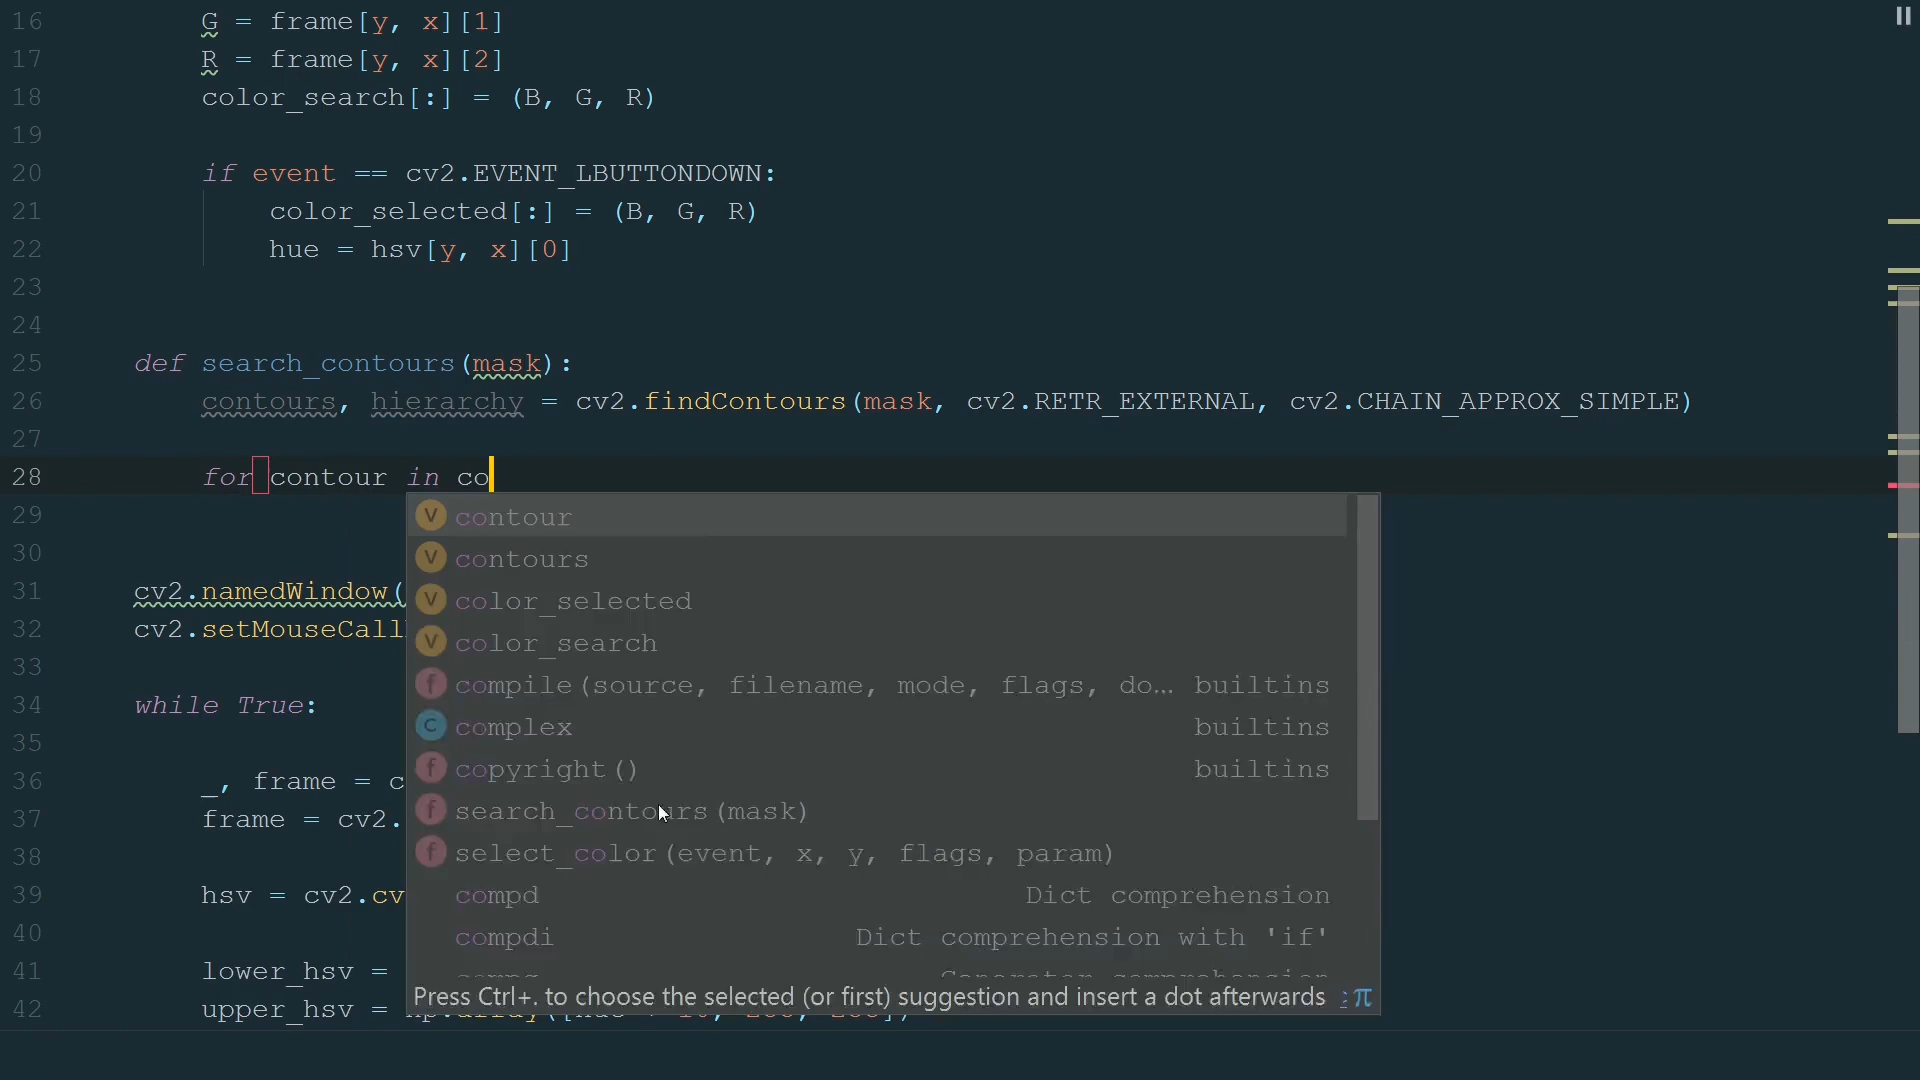 16 G = frame[y, x][1]
17 R = frame[y, x][2]
18 color_search[:] = (B, G, R)
19
20 if event == cv2.EVENT_LBUTTONDOWN:
21 color_selected[:] = (B, G, R)
22 hue = hsv[y, x][0]
23
24
25 def search_contours(mask):
26 contours, hierarchy = cv2.findContours(mask, cv2.RETR_EXTERNAL, cv2.CHAIN_APPROX_SIMPLE)
27
28 for contour in co
29
30
31 cv2.namedWindow(
32 cv2.setMouseCall
33
34 while True:
35
36 _, frame = c
37 frame = cv2.
38
39 hsv = cv2.cv
40
41 lower_hsv =
42 upper_hsv =
V contour
V contours
V color_selected
V color_search
f compile(source, filename, mode, flags, do… builtins
C complex builtins
f copyright() builtins
f search_contours(mask)
f select_color(event, x, y, flags, param)
compd Dict comprehension
compdi Dict comprehension with 'if'
Press Ctrl+. to choose the selected (or first) suggestion and insert a dot afterwards π